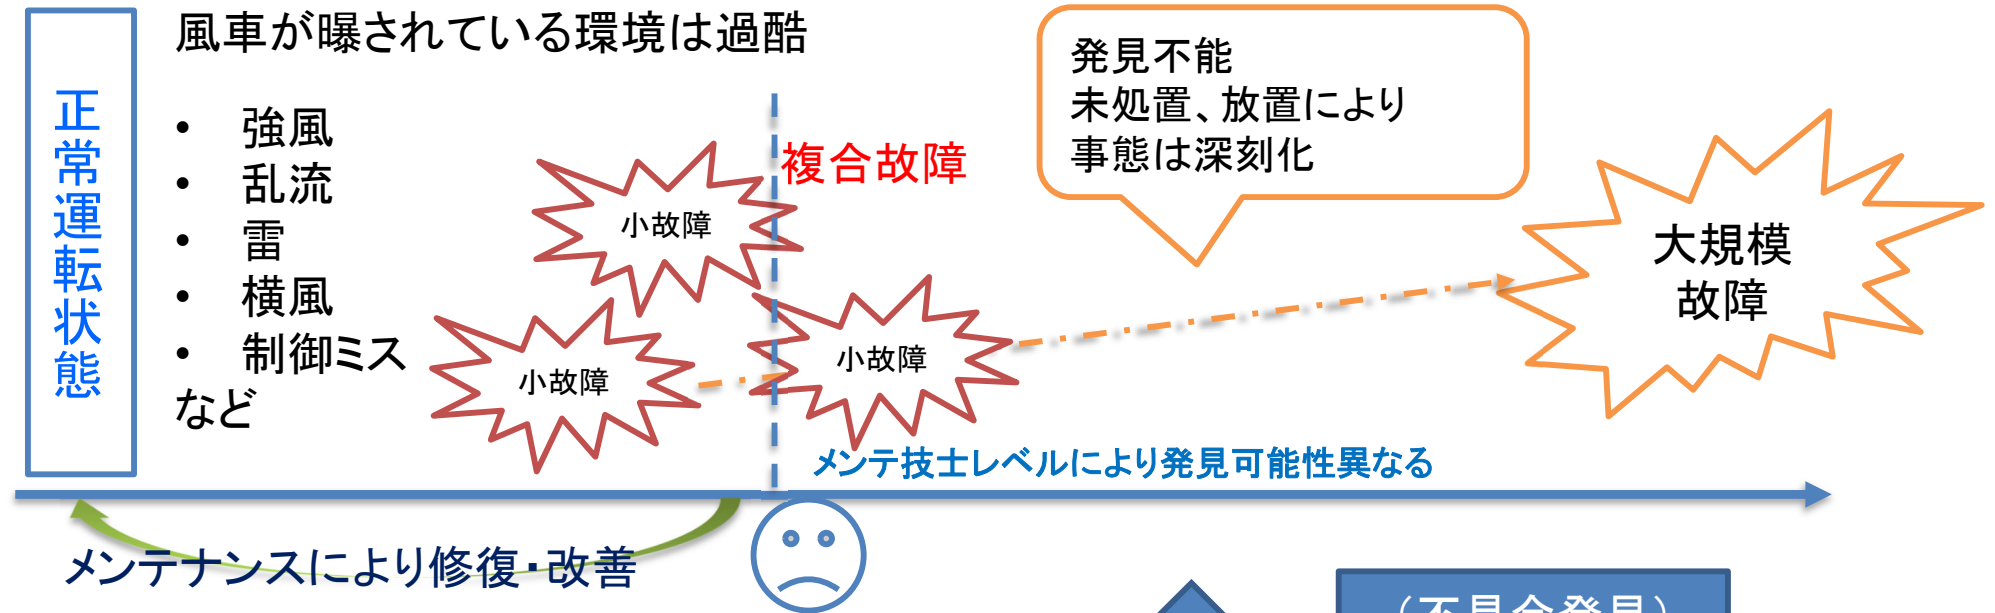 正常運転状態
風車が曝されている環境は過酷
• 強風
• 乱流
• 雷
• 横風
• 制御ミス
など
小故障
小故障
複合故障
小故障
発見不能
未処置、放置により
事態は深刻化
大規模
故障
メンテ技士レベルにより発見可能性異なる
メンテナンスにより修復・改善
(不具合発見)